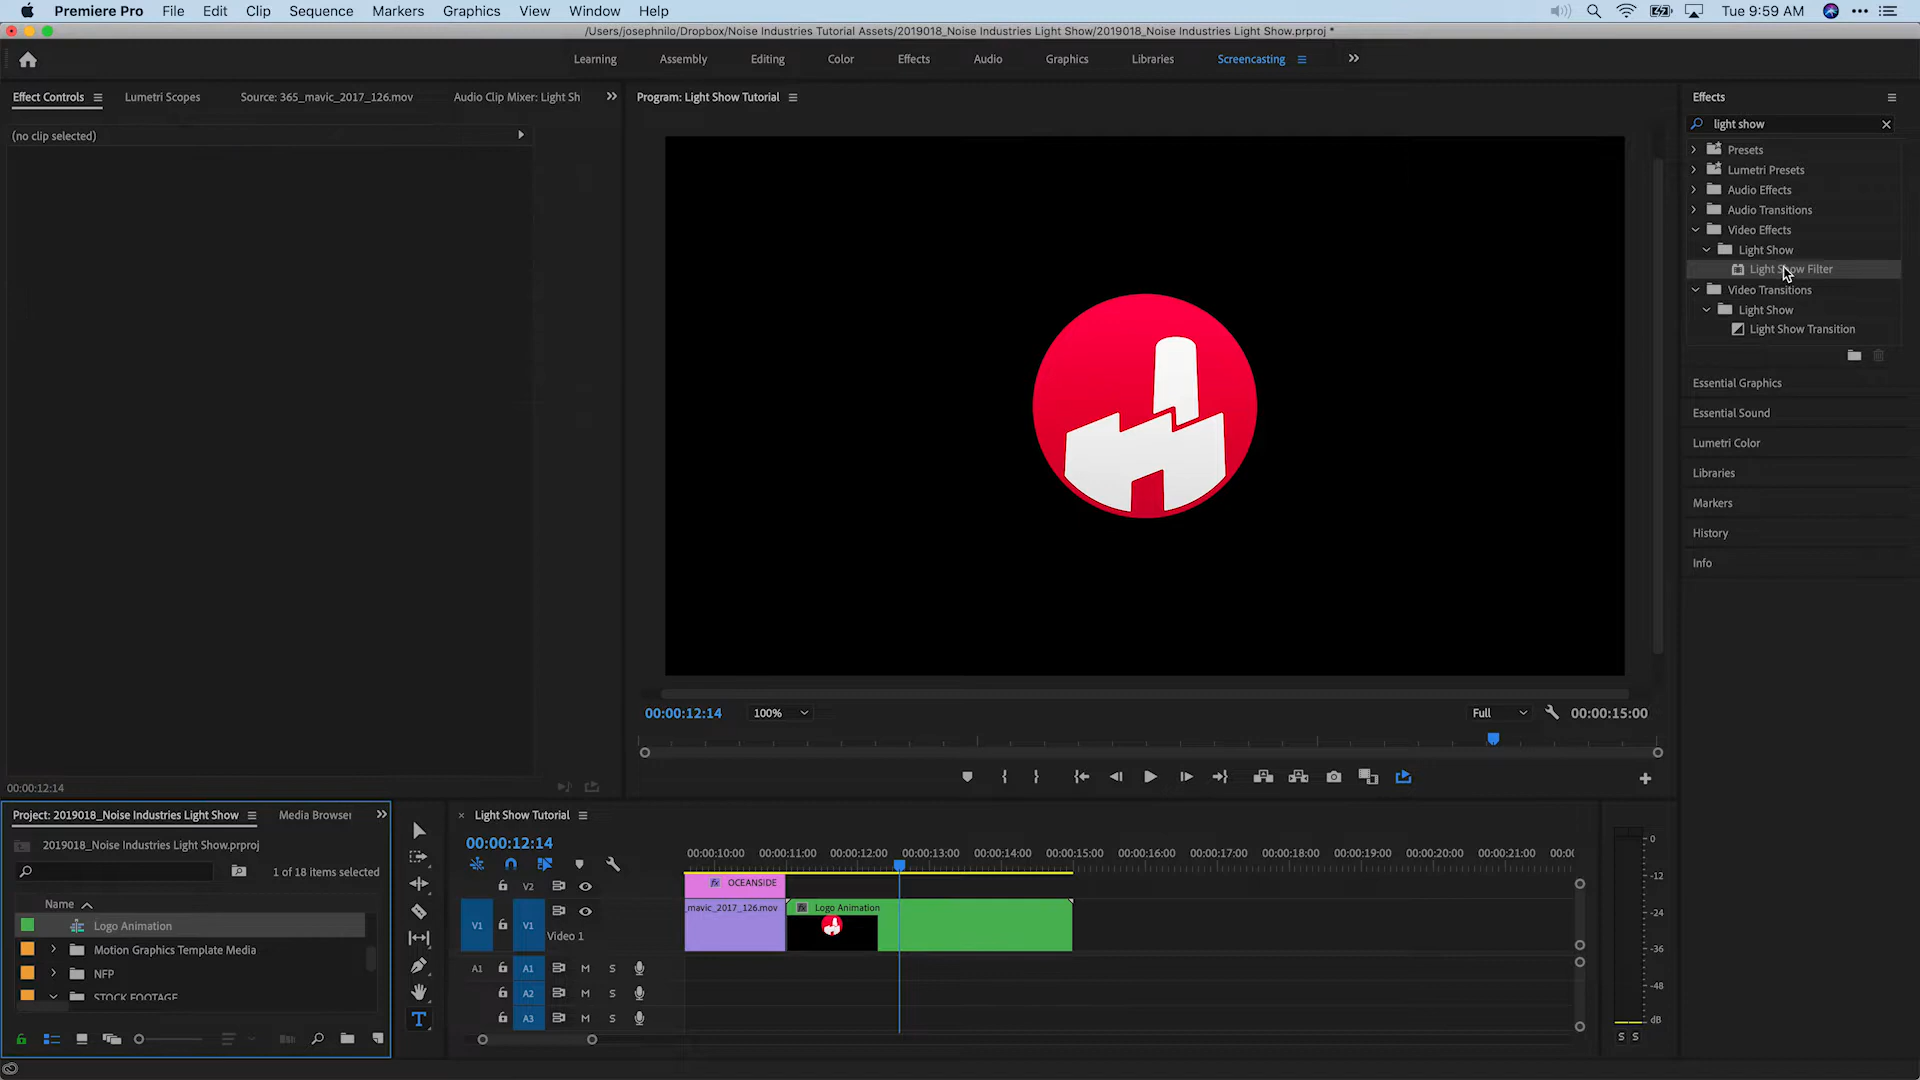 Premiere Pro File Edit Clip Sequence Markers Graphics View Window Help Tue 9:59 AM
/Users/josephnilo/Dropbox/Noise Industries Tutorial Assets/2019018_Noise Industries Light Show/2019018_Noise Industries Light Show.prproj *
Learning Assembly Editing Color Effects Audio Graphics Libraries Screencasting
Effect Controls Lumetri Scopes Source: 365_mavic_2017_126.mov Audio Clip Mixer: Light Sh
(no clip selected)
00:00:12:14
Program: Light Show Tutorial
00:00:12:14 100% Full 00:00:15:00
Effects
light show
Presets
Lumetri Presets
Audio Effects
Audio Transitions
Video Effects
Light Show
Light Show Filter
Video Transitions
Light Show
Light Show Transition
Essential Graphics
Essential Sound
Lumetri Color
Libraries
Markers
History
Info
Project: 2019018_Noise Industries Light Show Media Browser
2019018_Noise Industries Light Show.prproj
1 of 18 items selected
Name
Logo Animation
Motion Graphics Template Media
NFP
STOCK FOOTAGE
Light Show Tutorial
00:00:12:14
00:00:10:00 00:00:11:00 00:00:12:00 00:00:13:00 00:00:14:00 00:00:15:00 00:00:16:00 00:00:17:00 00:00:18:00 00:00:19:00 00:00:20:00 00:00:21:00 00:00
V2 fx OCEANSIDE
_mavic_2017_126.mov fx Logo Animation
V1 V1 Video 1
A1 A1 M S
A2 M S
A3 M S
0
-12
-24
-36
-48
dB
S S